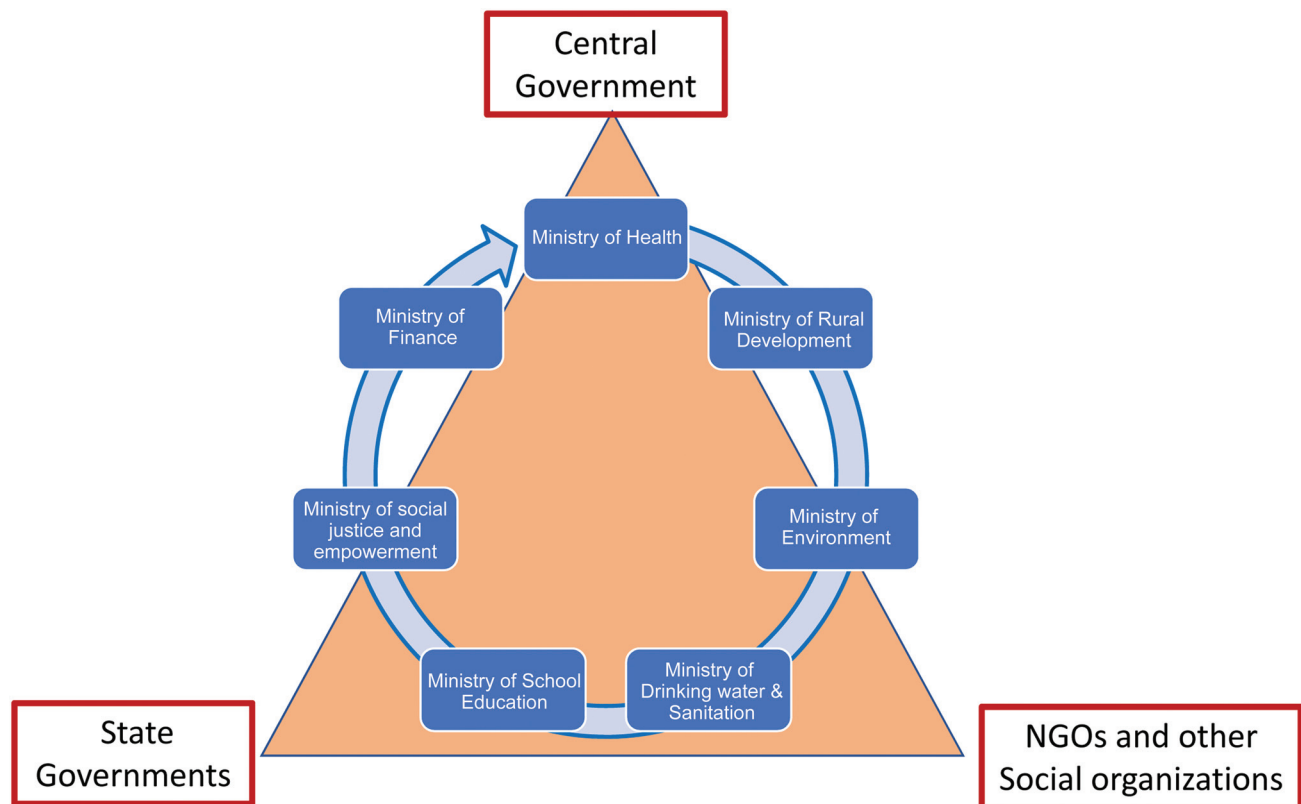 Central
Government
Ministry of Health
Ministry of
Finance
Ministry of Rural
Development
Ministry of social
justice and
empowerment
Ministry of
Environment
Ministry of School
Education
Ministry of
Drinking water &
Sanitation
State
Governments
NGOs and other
Social organizations